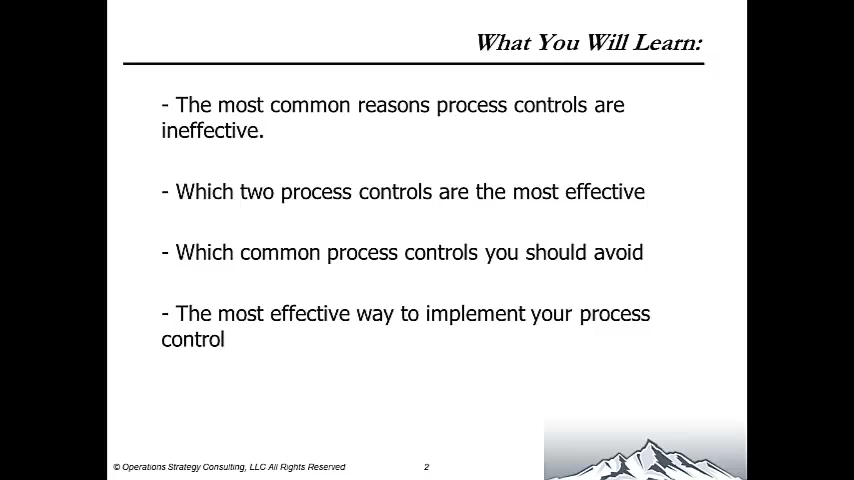 What You Will Learn:
- The most common reasons process controls are
ineffective.
- Which two process controls are the most effective
- Which common process controls you should avoid
- The most effective way to implement your process
control
© Operations Strategy Consulting, LLC All Rights Reserved
2